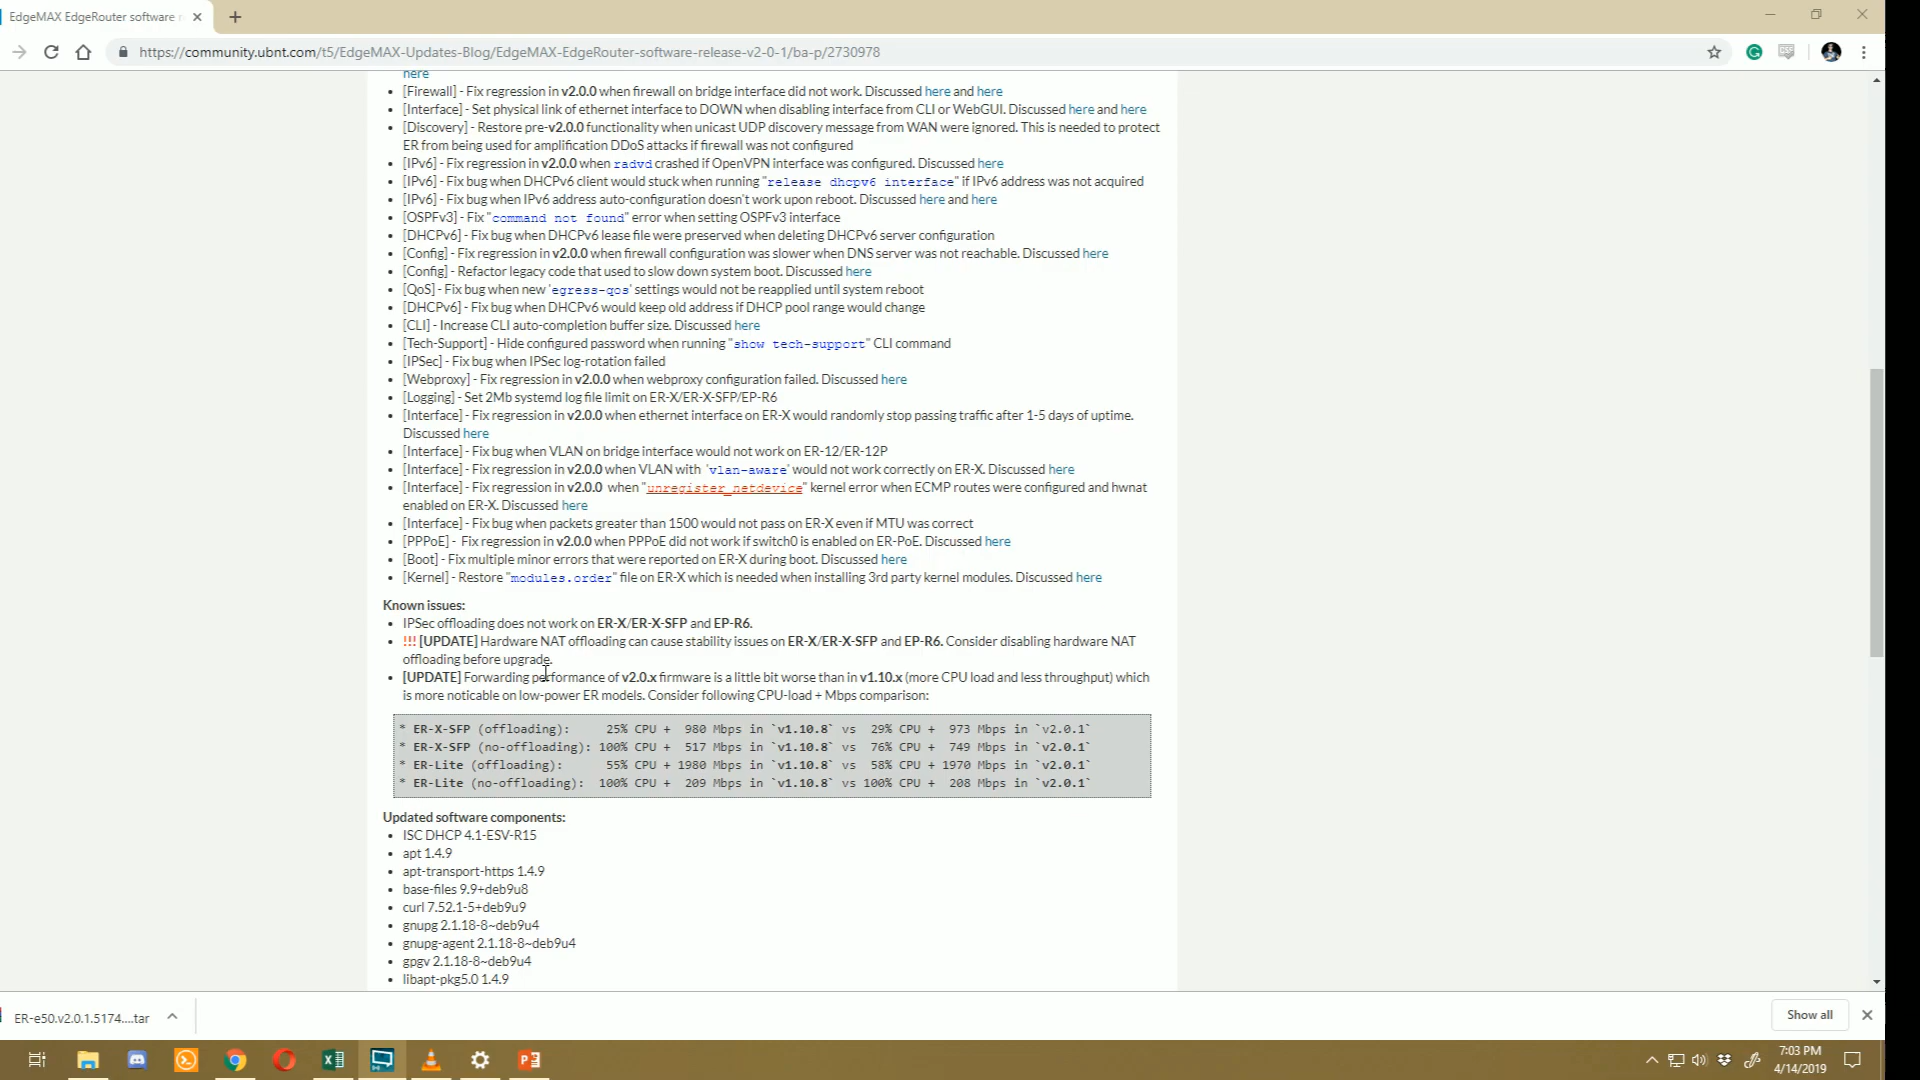 EdgeMAX EdgeRouter software r
https://community.ubnt.com/t5/EdgeMAX-Updates-Blog/EdgeMAX-EdgeRouter-software-release-v2-0-1/ba-p/2730978
here
• [Firewall] - Fix regression in v2.0.0 when firewall on bridge interface did not work. Discussed here and here
• [Interface] - Set physical link of ethernet interface to DOWN when disabling interface from CLI or WebGUI. Discussed here and here
• [Discovery] - Restore pre-v2.0.0 functionality when unicast UDP discovery message from WAN were ignored. This is needed to protect
ER from being used for amplification DDoS attacks if firewall was not configured
• [IPv6] - Fix regression in v2.0.0 when radvd crashed if OpenVPN interface was configured. Discussed here
• [IPv6] - Fix bug when DHCPv6 client would stuck when running "release dhcpv6 interface" if IPv6 address was not acquired
• [IPv6] - Fix bug when IPv6 address auto-configuration doesn't work upon reboot. Discussed here and here
• [OSPFv3] - Fix "command not found" error when setting OSPFv3 interface
• [DHCPv6] - Fix bug when DHCPv6 lease file were preserved when deleting DHCPv6 server configuration
• [Config] - Fix regression in v2.0.0 when firewall configuration was slower when DNS server was not reachable. Discussed here
• [Config] - Refactor legacy code that used to slow down system boot. Discussed here
• [QoS] - Fix bug when new 'egress-qos' settings would not be reapplied until system reboot
• [DHCPv6] - Fix bug when DHCPv6 would keep old address if DHCP pool range would change
• [CLI] - Increase CLI auto-completion buffer size. Discussed here
• [Tech-Support] - Hide configured password when running "show tech-support" CLI command
• [IPSec] - Fix bug when IPSec log-rotation failed
• [Webproxy] - Fix regression in v2.0.0 when webproxy configuration failed. Discussed here
• [Logging] - Set 2Mb systemd log file limit on ER-X/ER-X-SFP/EP-R6
• [Interface] - Fix regression in v2.0.0 when ethernet interface on ER-X would randomly stop passing traffic after 1-5 days of uptime.
Discussed here
• [Interface] - Fix bug when VLAN on bridge interface would not work on ER-12/ER-12P
• [Interface] - Fix regression in v2.0.0 when VLAN with 'vlan-aware' would not work correctly on ER-X. Discussed here
• [Interface] - Fix regression in v2.0.0 when "unregister_netdevice" kernel error when ECMP routes were configured and hwnat
enabled on ER-X. Discussed here
• [Interface] - Fix bug when packets greater than 1500 would not pass on ER-X even if MTU was correct
• [PPPoE] - Fix regression in v2.0.0 when PPPoE did not work if switch0 is enabled on ER-PoE. Discussed here
• [Boot] - Fix multiple minor errors that were reported on ER-X during boot. Discussed here
• [Kernel] - Restore "modules.order" file on ER-X which is needed when installing 3rd party kernel modules. Discussed here
Known issues:
• IPSec offloading does not work on ER-X/ER-X-SFP and EP-R6.
• !!! [UPDATE] Hardware NAT offloading can cause stability issues on ER-X/ER-X-SFP and EP-R6. Consider disabling hardware NAT
offloading before upgrade.
• [UPDATE] Forwarding performance of v2.0.x firmware is a little bit worse than in v1.10.x (more CPU load and less throughput) which
is more noticable on low-power ER models. Consider following CPU-load + Mbps comparison:
* ER-X-SFP (offloading): 25% CPU + 980 Mbps in `v1.10.8` vs 29% CPU + 973 Mbps in `v2.0.1`
* ER-X-SFP (no-offloading): 100% CPU + 517 Mbps in `v1.10.8` vs 76% CPU + 749 Mbps in `v2.0.1`
* ER-Lite (offloading): 55% CPU + 1980 Mbps in `v1.10.8` vs 58% CPU + 1970 Mbps in `v2.0.1`
* ER-Lite (no-offloading): 100% CPU + 209 Mbps in `v1.10.8` vs 100% CPU + 208 Mbps in `v2.0.1`
Updated software components:
• ISC DHCP 4.1-ESV-R15
• apt 1.4.9
• apt-transport-https 1.4.9
• base-files 9.9+deb9u8
• curl 7.52.1-5+deb9u9
• gnupg 2.1.18-8~deb9u4
• gnupg-agent 2.1.18-8~deb9u4
• gpgv 2.1.18-8~deb9u4
• libapt-pkg5.0 1.4.9
ER-e50.v2.0.1.5174....tar
Show all
7:03 PM
4/14/2019